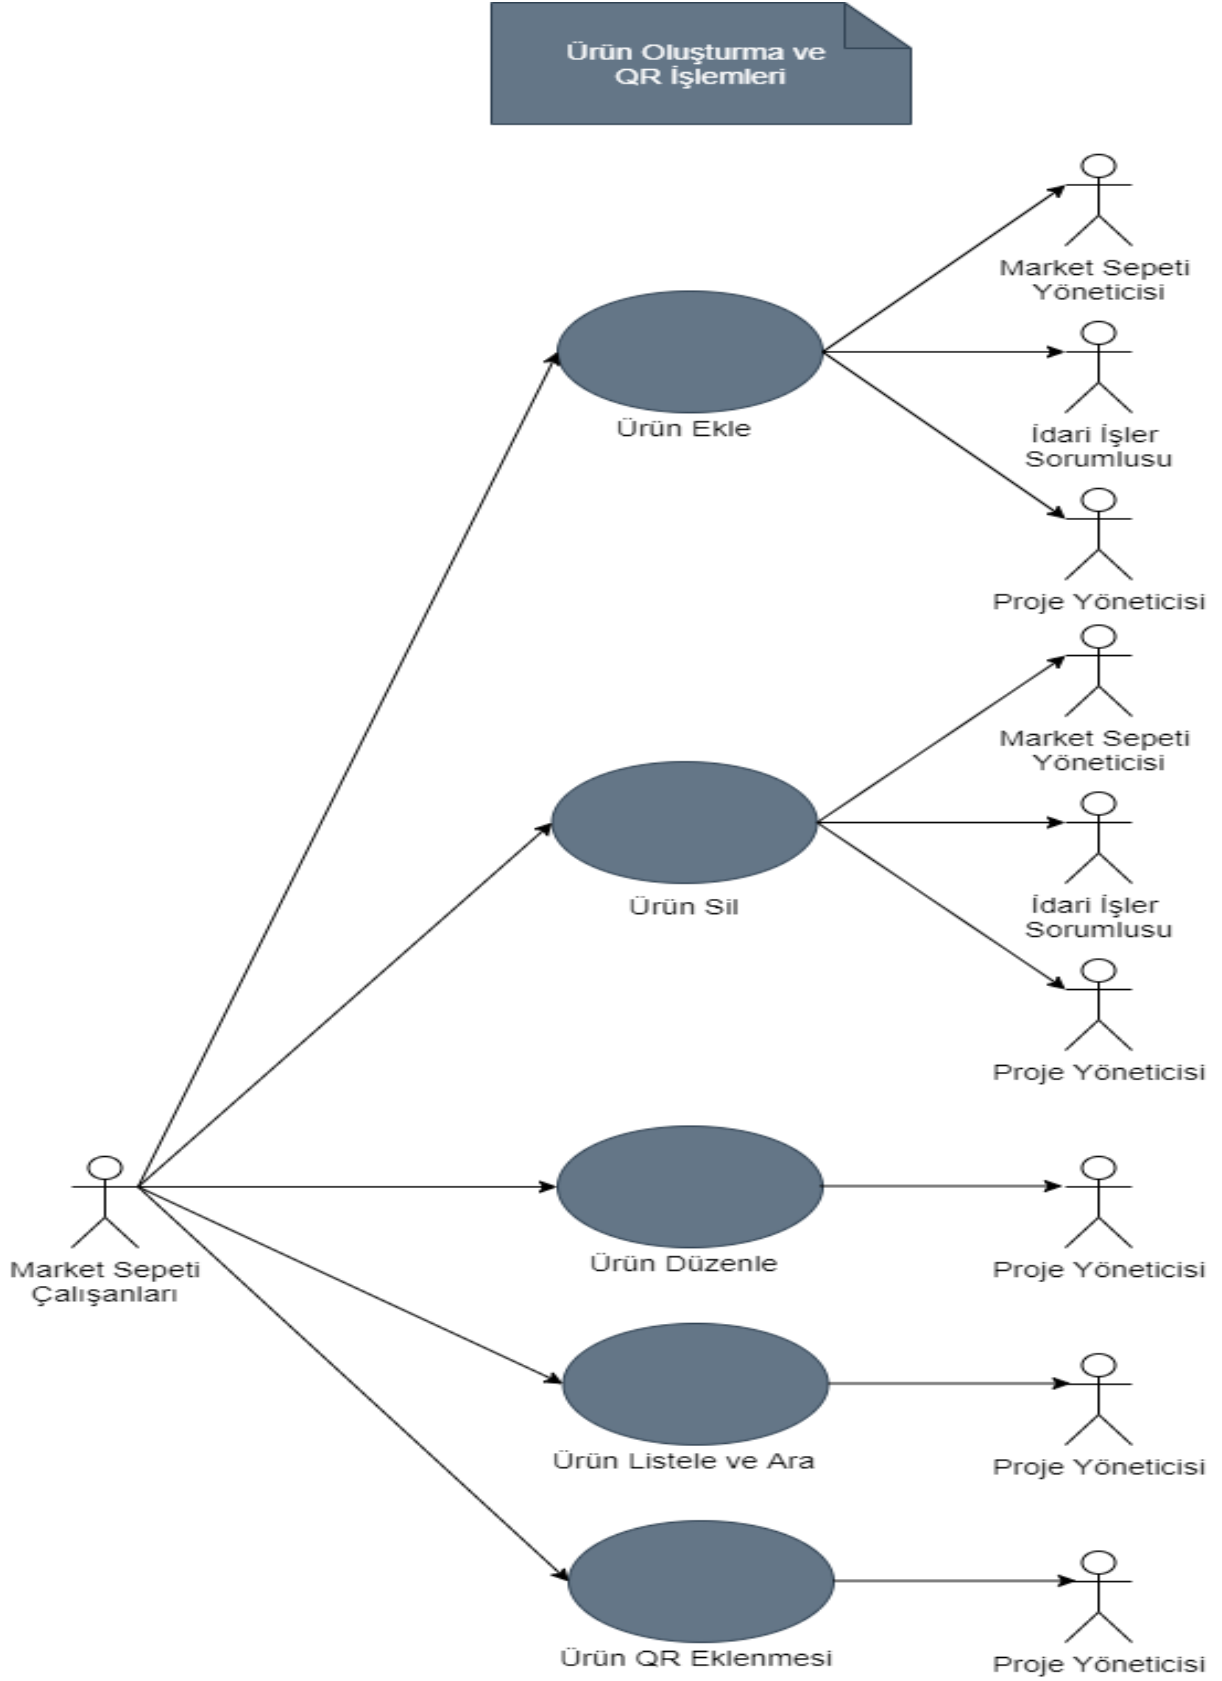 Ürün Oluşturma ve
QR İşlemleri
Market Sepeti
Yöneticisi
Ürün Ekle
İdari İşler
Sorumlusu
Proje Yöneticisi
Market Sepeti
Yöneticisi
Ürün Sil
İdari İşler
Sorumlusu
Proje Yöneticisi
Market Sepeti
Çalışanları
Ürün Düzenle
Proje Yöneticisi
Ürün Listele ve Ara
Proje Yöneticisi
Ürün QR Eklenmesi
Proje Yöneticisi